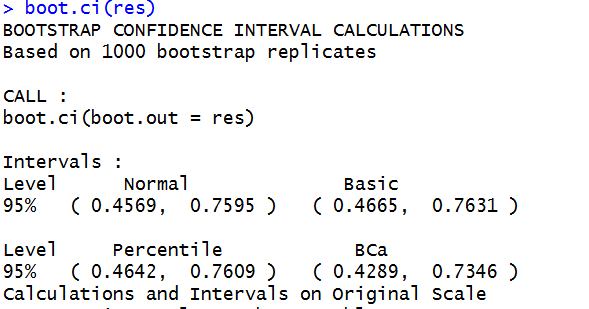 > boot.ci(res)
BOOTSTRAP CONFIDENCE INTERVAL CALCULATIONS
Based on 1000 bootstrap replicates
CALL :
boot.ci(boot.out = res)
Intervals :
Level      Normal              Basic
95%   ( 0.4569,  0.7595 )   ( 0.4665,  0.7631 )
Level     Percentile            BCa
95%   ( 0.4642,  0.7609 )   ( 0.4289,  0.7346 )
Calculations and Intervals on Original Scale